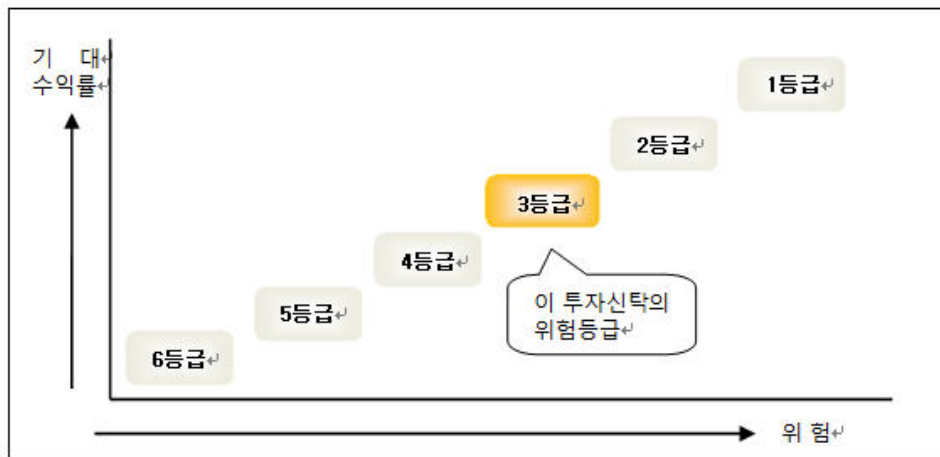 기 대
수익률
1등급
2등급
3등급
4등급
이 투자신탁의
위험등급
5등급
6등급
위 험